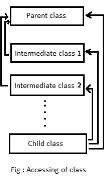 Parent class
Intermediate class 1
Intermediate class 2
Child class
Fig : Accessing of class